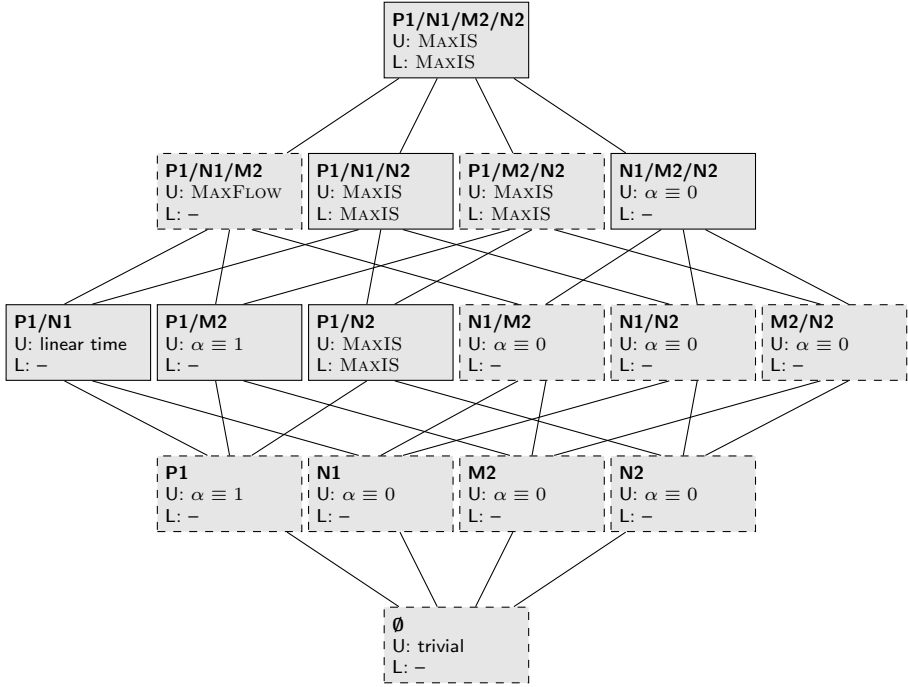 P1/N1/M2/N2
U: MAXIS
L: MAXIS
P1/N1/M2
U: MAXFLOW
L: –
P1/N1/N2
U: MAXIS
L: MAXIS
P1/M2/N2
U: MAXIS
L: MAXIS
N1/M2/N2
U: α ≡ 0
L: –
P1/N1
U: linear time
L: –
P1/M2
U: α ≡ 1
L: –
P1/N2
U: MAXIS
L: MAXIS
N1/M2
U: α ≡ 0
L: –
N1/N2
U: α ≡ 0
L: –
M2/N2
U: α ≡ 0
L: –
P1
U: α ≡ 1
L: –
N1
U: α ≡ 0
L: –
M2
U: α ≡ 0
L: –
N2
U: α ≡ 0
L: –
∅
U: trivial
L: –